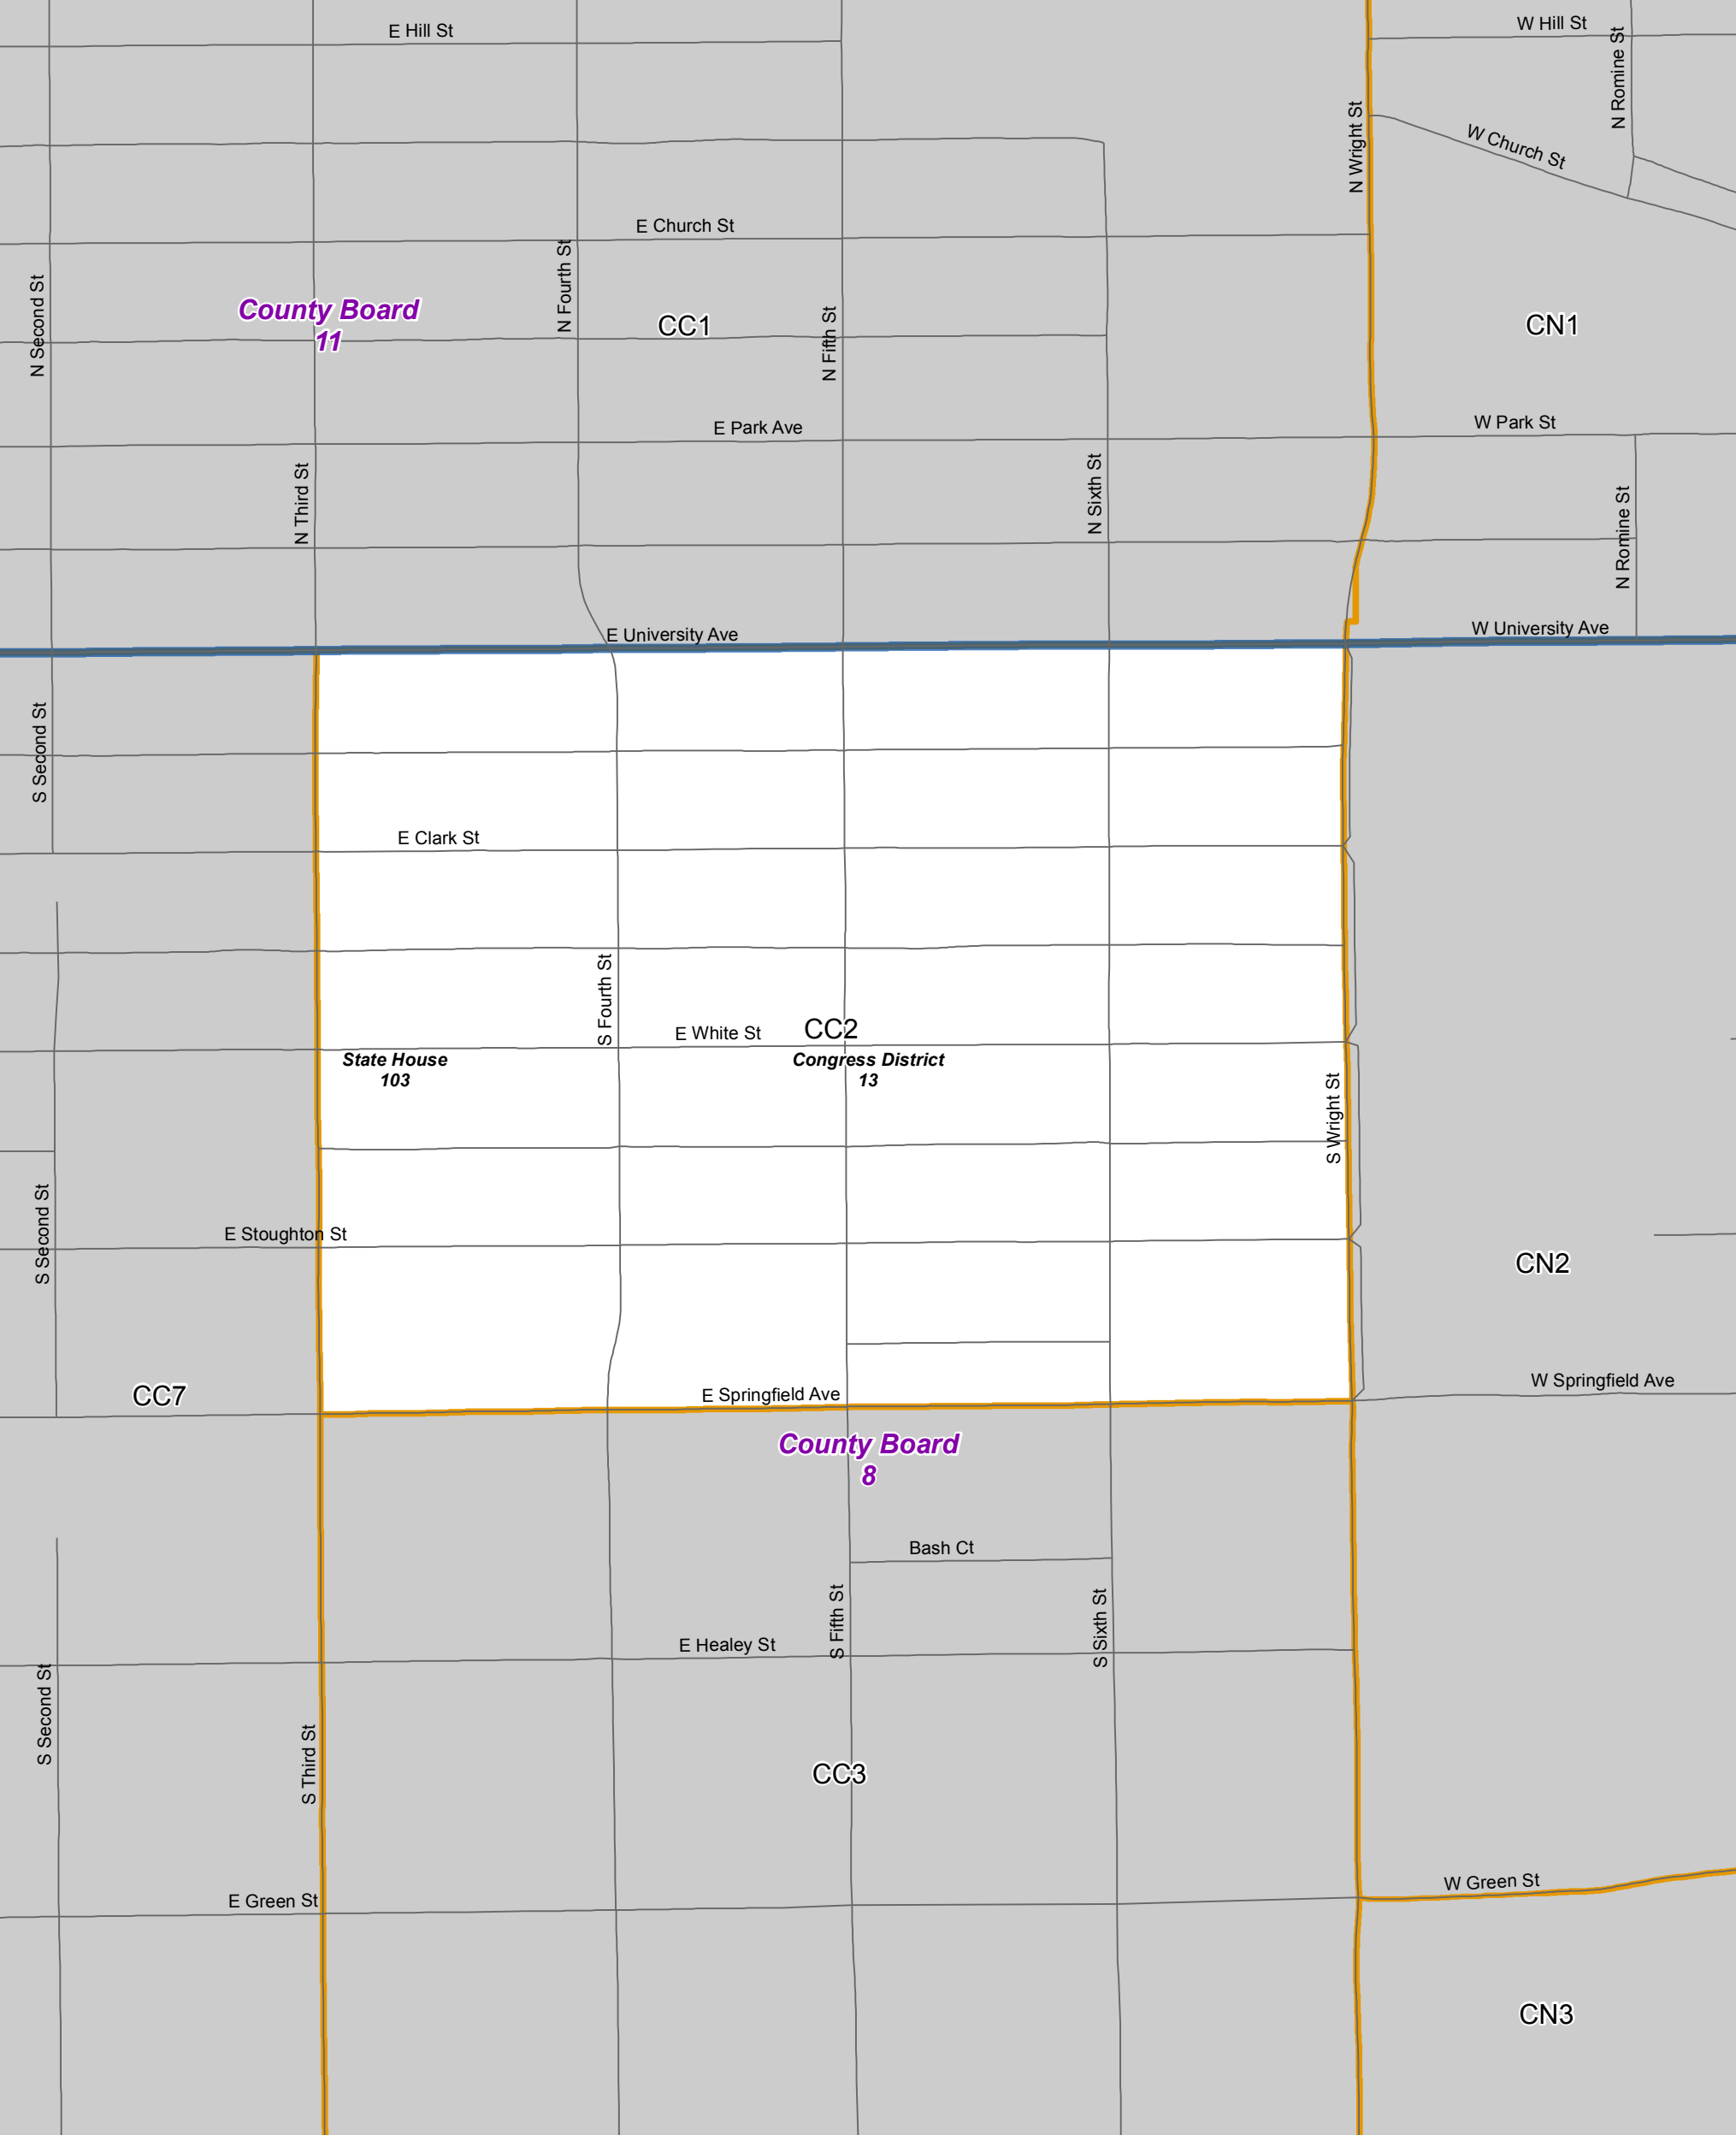 E Hill St
W Hill St
N Romine St
N Wright St
W Church St
E Church St
N Second St
N Fourth St
County Board
11
CC1
N Fifth St
CN1
E Park Ave
W Park St
N Third St
N Sixth St
N Romine St
E University Ave
W University Ave
S Second St
E Clark St
S Fourth St
E White St
CC2
State House
103
Congress District
13
S Wright St
S Second St
E Stoughton St
CN2
CC7
E Springfield Ave
W Springfield Ave
County Board
8
Bash Ct
S Fifth St
S Sixth St
E Healey St
S Second St
S Third St
CC3
E Green St
W Green St
CN3